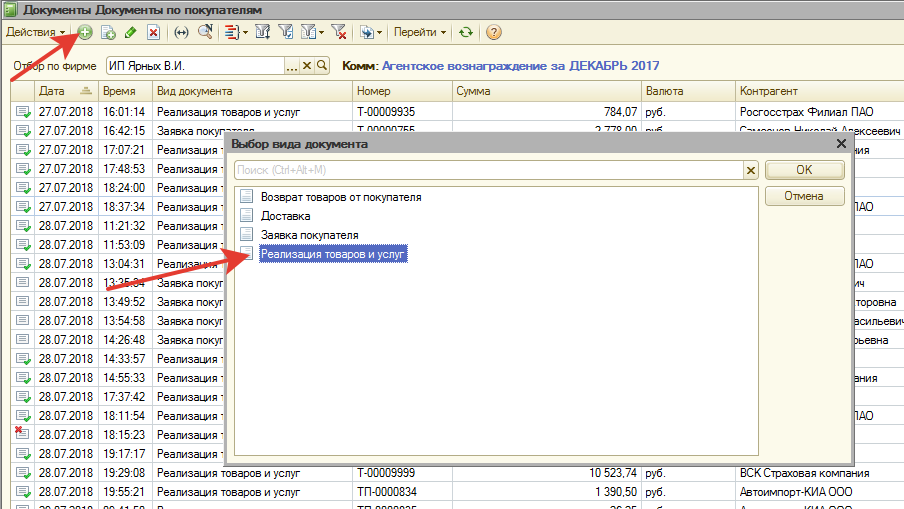 Документы Документы по покупателям
Действия Перейти
Отбор по фирме ИП Ярных В.И. ... Комм: Агентское вознаграждение за ДЕКАБРЬ 2017
Дата Время Вид документа Номер Сумма Валюта Контрагент
27.07.2018 16:01:14 Реализация товаров и услуг Т-00009935 784,07 руб. Росгосстрах Филиал ПАО
27.07.2018 16:42:15 Заявка покупателя Т-00000755 2 778,00 руб. Самсонов Николай Алексеевич
Выбор вида документа
27.07.2018 17:07:21 Реализация т
27.07.2018 17:48:53 Реализация т
Поиск (Ctrl+Alt+M) OK
27.07.2018 18:24:00 Реализация т
Отмена
Возврат товаров от покупателя
27.07.2018 18:37:34 Реализация т ПАО
Доставка
28.07.2018 11:21:32 Реализация т
Заявка покупателя
28.07.2018 11:53:09 Реализация т
Реализация товаров и услуг
28.07.2018 13:04:31 Реализация т ПАО
28.07.2018 13:35:04 Заявка покуп ич
28.07.2018 13:49:52 Заявка покуп торовна
28.07.2018 13:54:58 Заявка покуп асильевич
28.07.2018 14:26:48 Заявка покуп рьевна
28.07.2018 14:33:57 Реализация т
28.07.2018 14:55:33 Реализация т ания
28.07.2018 17:37:42 Реализация т
28.07.2018 18:11:54 Реализация т ПАО
28.07.2018 18:15:23 Реализация т
28.07.2018 19:17:17 Реализация т
28.07.2018 19:29:08 Реализация товаров и услуг Т-00009999 10 523,74 руб. ВСК Страховая компания
28.07.2018 19:55:21 Реализация товаров и услуг ТП-0000834 1 390,50 руб. Автоимпорт-КИА ООО